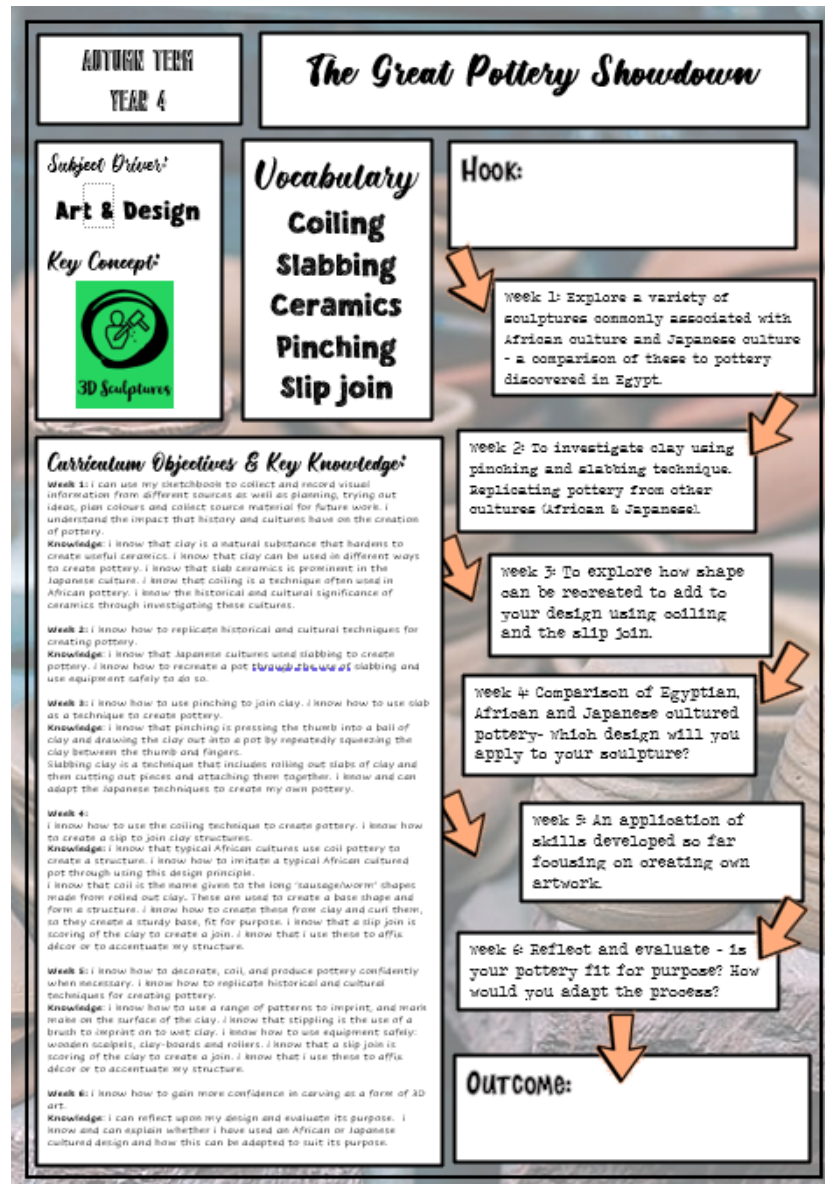 AUTUMN TERM
YEAR 4
The Great Pottery Showdown
Subject Driver:
Art & Design
Key Concept:
3D Sculptures
Vocabulary
Coiling
Slabbing
Ceramics
Pinching
Slip join
Hook:
Week 1: Explore a variety of
sculptures commonly associated with
African culture and Japanese culture
- a comparison of these to pottery
discovered in Egypt.
Week 2: To investigate clay using
pinching and slabbing technique.
Replicating pottery from other
cultures (African & Japanese).
Week 3: To explore how shape
can be recreated to add to
your design using coiling
and the slip join.
Week 4: Comparison of Egyptian,
African and Japanese cultured
pottery- Which design will you
apply to your sculpture?
Week 5: An application of
skills developed so far
focusing on creating own
artwork.
Week 6: Reflect and evaluate - is
your pottery fit for purpose? How
would you adapt the process?
Outcome:
Curriculum Objectives & Key Knowledge:
Week 1: i can use my sketchbook to collect and record visual
information from different sources as well as planning, trying out
ideas, plan colours and collect source material for future work. i
understand the impact that history and cultures have on the creation
of pottery.
Knowledge: i know that clay is a natural substance that hardens to
create useful ceramics. i know that clay can be used in different ways
to create pottery. i know that slab ceramics is prominent in the
Japanese culture. i know that coiling is a technique often used in
African pottery. i know the historical and cultural significance of
ceramics through investigating these cultures.
Week 2: i know how to replicate historical and cultural techniques for
creating pottery.
Knowledge: i know that Japanese cultures used slabbing to create
pottery. i know how to recreate a pot through the use of slabbing and
use equipment safely to do so.
Week 3: i know how to use pinching to join clay. i know how to use slab
as a technique to create pottery.
Knowledge: i know that pinching is pressing the thumb into a ball of
clay and drawing the clay out into a pot by repeatedly squeezing the
clay between the thumb and fingers.
Slabbing clay is a technique that includes rolling out slabs of clay and
then cutting out pieces and attaching them together. i know and can
adapt the Japanese techniques to create my own pottery.
Week 4:
i know how to use the coiling technique to create pottery. i know how
to create a slip to join clay structures.
Knowledge: i know that typical African cultures use coil pottery to
create a structure. i know how to imitate a typical African cultured
pot through using this design principle.
i know that coil is the name given to the long 'sausage/worm' shapes
made from rolled out clay. These are used to create a base shape and
form a structure. i know how to create these from clay and curl them,
so they create a sturdy base, fit for purpose. i know that a slip join is
scoring of the clay to create a join. i know that i use these to affix
décor or to accentuate my structure.
Week 5: i know how to decorate, coil, and produce pottery confidently
when necessary. i know how to replicate historical and cultural
techniques for creating pottery.
Knowledge: i know how to use a range of patterns to imprint, and mark
make on the surface of the clay. i know that stippling is the use of a
brush to imprint on to wet clay. i know how to use equipment safely:
wooden scalpels, clay-boards and rollers. i know that a slip join is
scoring of the clay to create a join. i know that i use these to affix
décor or to accentuate my structure.
Week 6: i know how to gain more confidence in carving as a form of 3D
art.
Knowledge: i can reflect upon my design and evaluate its purpose. i
know and can explain whether i have used an African or Japanese
cultured design and how this can be adapted to suit its purpose.